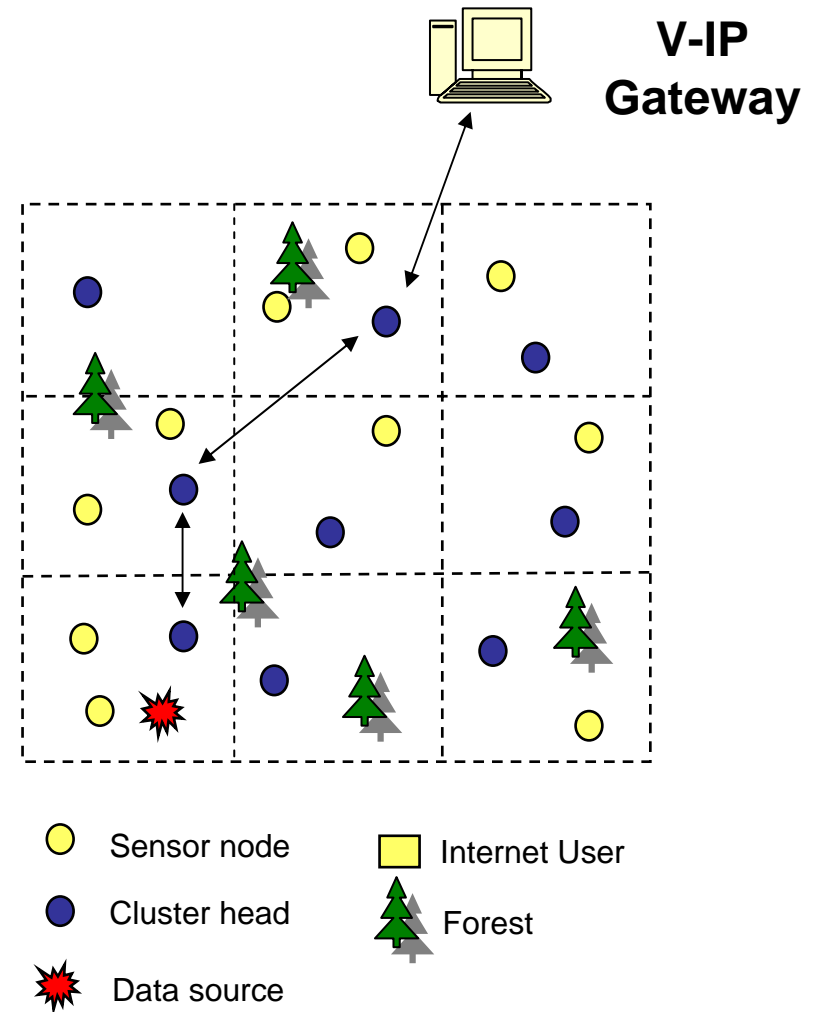 V-IP
Gateway
Sensor node
Internet User
Cluster head
Forest
Data source